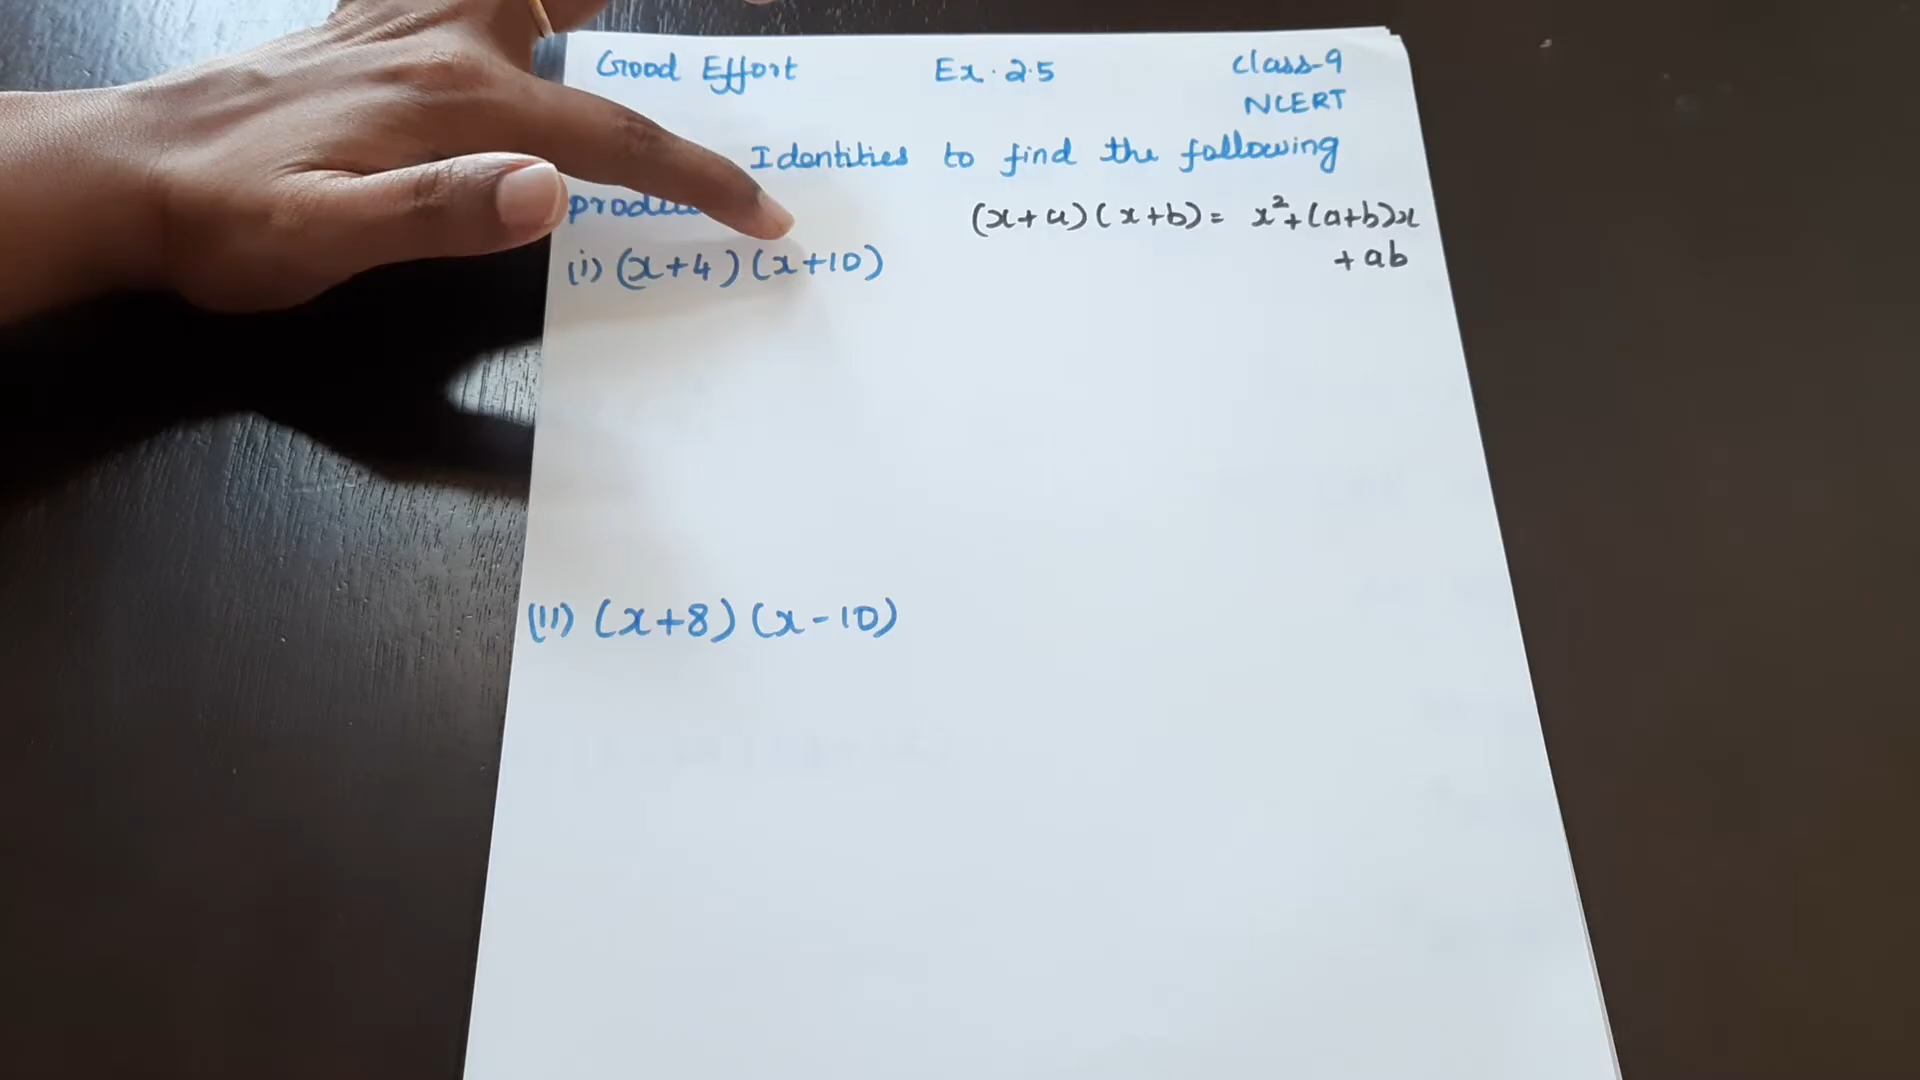 Good Effort Ex. 2.5 Class-9
NCERT
Identities to find the following
(i) (x+4) (x+10) (x+a) (x+b) = x²+(a+b)x
+ ab
(II) (x+8) (x-10)